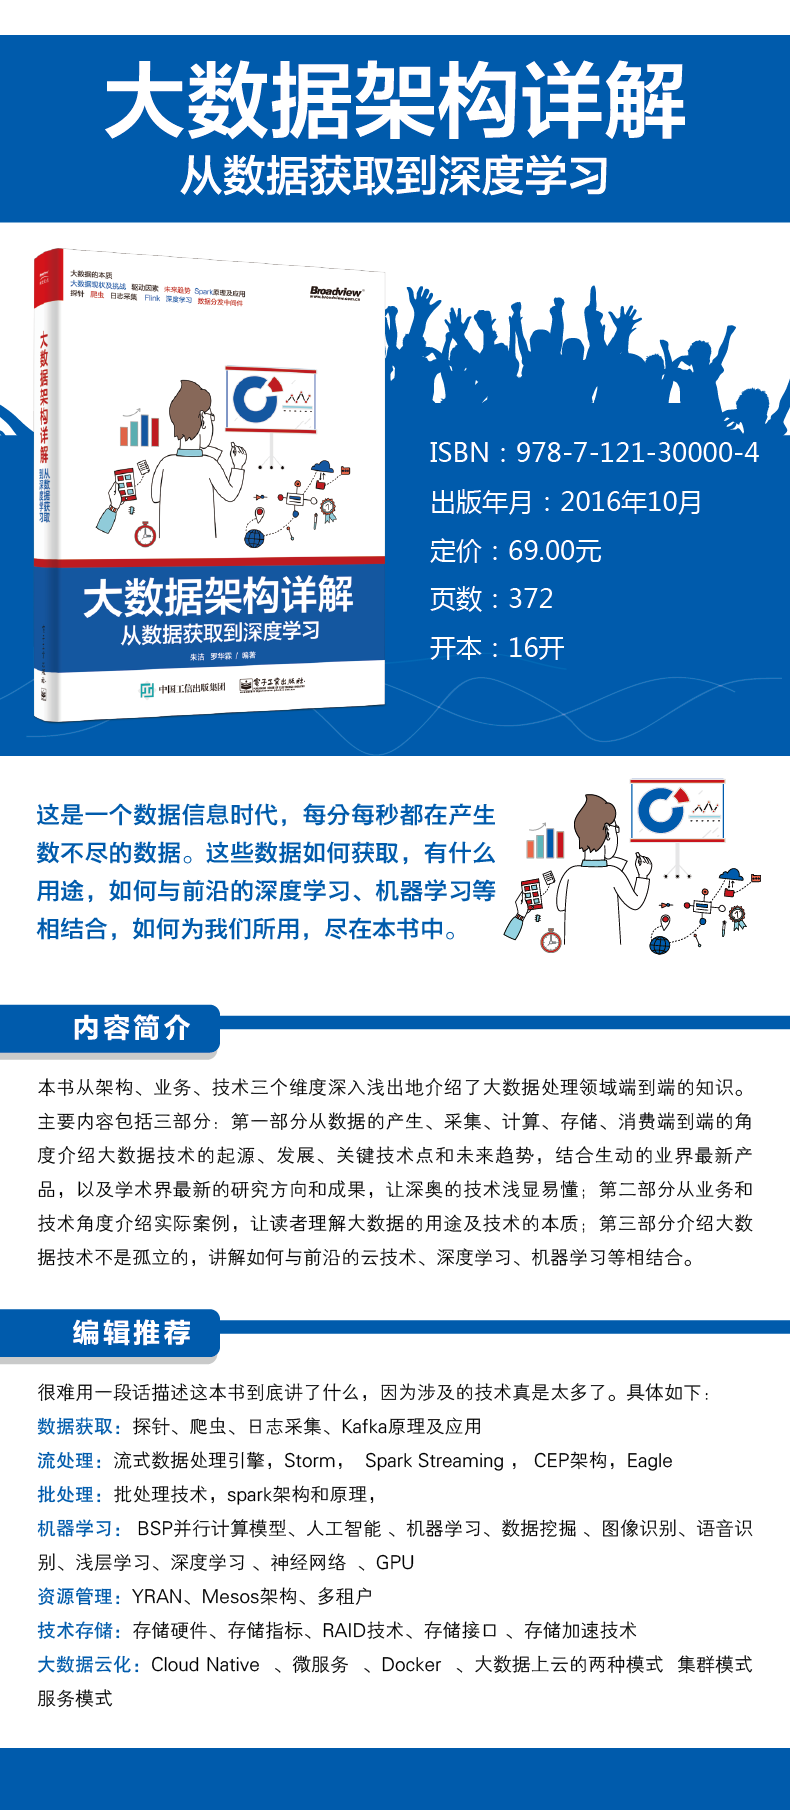 大数据架构详解
从数据获取到深度学习
大数据的本质
大数据现状及挑战 驱动因素 未来趋势 Spark原理及应用
探针 爬虫 日志采集 Flink 深度学习 数据分发中间件
Broadview®
www.broadview.com.cn
大数据架构详解
从数据获取到深度学习
大数据架构详解
从数据获取到深度学习
朱洁 罗华霖 / 编著
中国工信出版集团
电子工业出版社
ISBN：978-7-121-30000-4
出版年月：2016年10月
定价：69.00元
页数：372
开本：16开
这是一个数据信息时代，每分每秒都在产生
数不尽的数据。这些数据如何获取，有什么
用途，如何与前沿的深度学习、机器学习等
相结合，如何为我们所用，尽在本书中。
内容简介
本书从架构、业务、技术三个维度深入浅出地介绍了大数据处理领域端到端的知识。
主要内容包括三部分：第一部分从数据的产生、采集、计算、存储、消费端到端的角
度介绍大数据技术的起源、发展、关键技术点和未来趋势，结合生动的业界最新产
品，以及学术界最新的研究方向和成果，让深奥的技术浅显易懂；第二部分从业务和
技术角度介绍实际案例，让读者理解大数据的用途及技术的本质；第三部分介绍大数
据技术不是孤立的，讲解如何与前沿的云技术、深度学习、机器学习等相结合。
编辑推荐
很难用一段话描述这本书到底讲了什么，因为涉及的技术真是太多了。具体如下：
数据获取：探针、爬虫、日志采集、Kafka原理及应用
流处理：流式数据处理引擎，Storm， Spark Streaming ， CEP架构，Eagle
批处理：批处理技术，spark架构和原理，
机器学习： BSP并行计算模型、人工智能 、机器学习、数据挖掘 、图像识别、语音识
别、浅层学习、深度学习 、神经网络 、GPU
资源管理：YRAN、Mesos架构、多租户
技术存储：存储硬件、存储指标、RAID技术、存储接口 、存储加速技术
大数据云化：Cloud Native 、微服务 、Docker 、大数据上云的两种模式 集群模式
服务模式